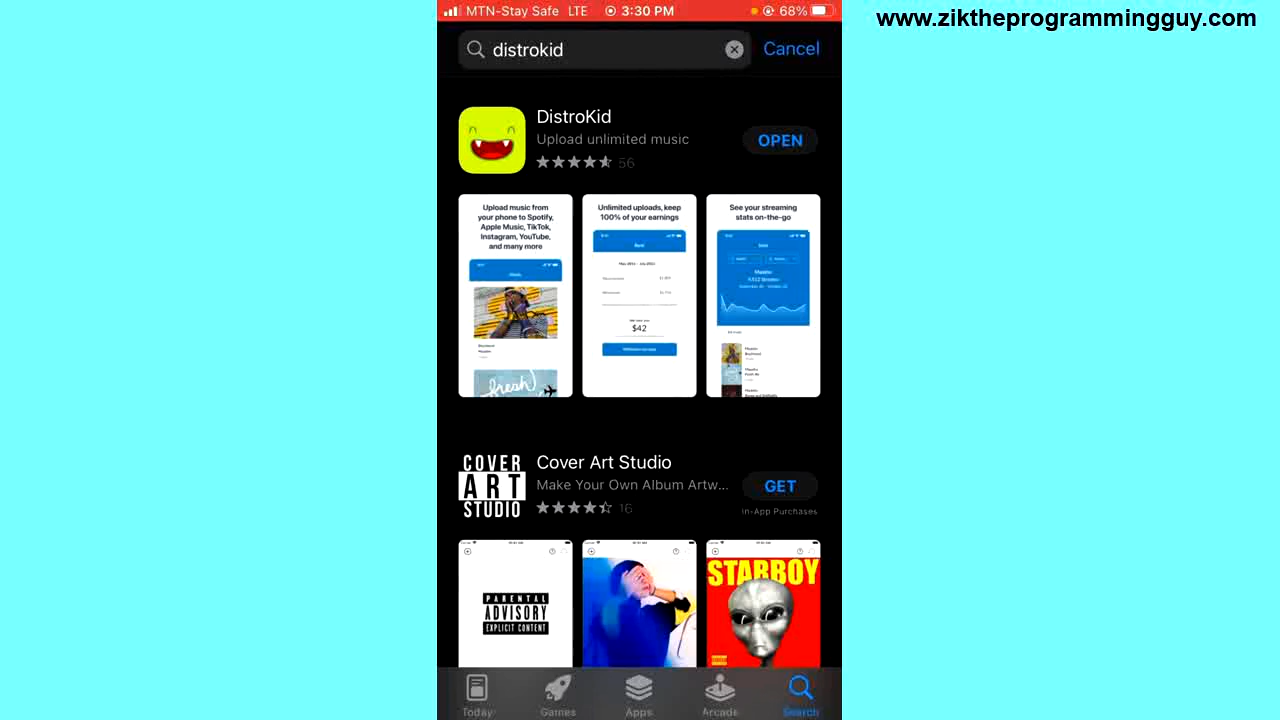 www.ziktheprogrammingguy.com
MTN-Stay Safe LTE 3:30 PM 68%
distrokid
Cancel
DistroKid
Upload unlimited music
56
OPEN
Upload music from
your phone to Spotify,
Apple Music, TikTok,
Instagram, YouTube,
and many more
Unlimited uploads, keep
100% of your earnings
$42
See your streaming
stats on-the-go
fresh!
COVER
ART
STUDIO
Cover Art Studio
Make Your Own Album Artw...
16
GET
In-App Purchases
PARENTAL
ADVISORY
EXPLICIT CONTENT
STARBOY
Today
Games
Apps
Arcade
Search